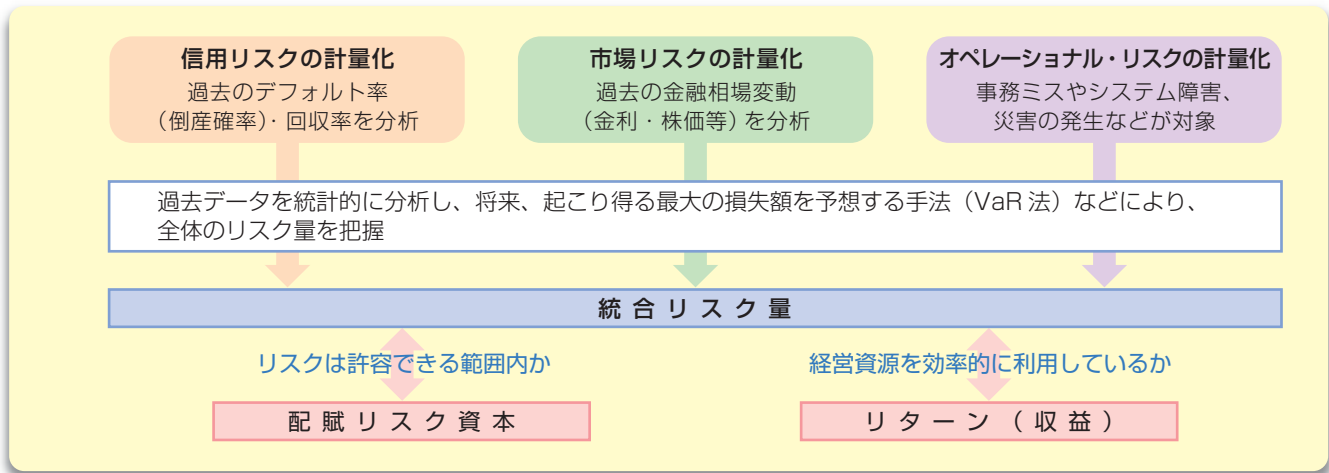 信用リスクの計量化
過去のデフォルト率
（倒産確率）・回収率を分析
市場リスクの計量化
過去の金融相場変動
（金利・株価等）を分析
オペレーショナル・リスクの計量化
事務ミスやシステム障害、
災害の発生などが対象
過去データを統計的に分析し、将来、起こり得る最大の損失額を予想する手法（VaR 法）などにより、
全体のリスク量を把握
統合リスク量
リスクは許容できる範囲内か
経営資源を効率的に利用しているか
配賦リスク資本
リターン（収益）